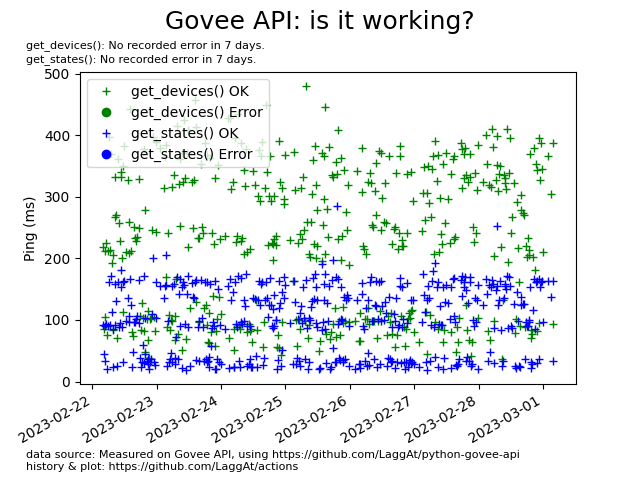 Govee API: is it working?
get_devices(): No recorded error in 7 days.
get_states(): No recorded error in 7 days.
get_devices() OK
get_devices() Error
get_states() OK
get_states() Error
Ping (ms)
500
400
300
200
100
0
2023-02-22
2023-02-23
2023-02-24
2023-02-25
2023-02-26
2023-02-27
2023-02-28
2023-03-01
data source: Measured on Govee API, using https://github.com/LaggAt/python-govee-api
history & plot: https://github.com/LaggAt/actions